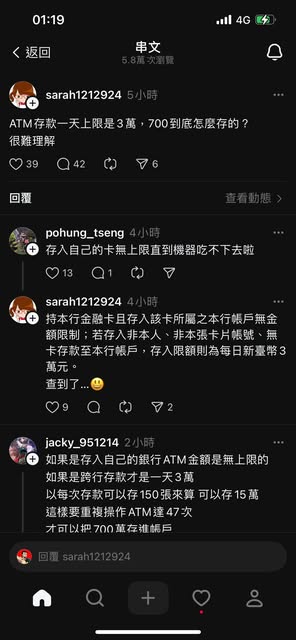 01:19
4G
返回
串文
5.8萬 次瀏覽
sarah1212924 5小時
ATM存款一天上限是3萬，700到底怎麼存的？
很難理解
39 42 6
回覆
查看動態
pohung_tseng 4小時
存入自己的卡無上限直到機器吃不下去啦
13 1
sarah1212924 4小時
持本行金融卡且存入該卡所屬之本行帳戶無金
額限制；若存入非本人、非本張卡片帳號、無
卡存款至本行帳戶，存入限額則為每日新臺幣3
萬元。
查到了...😃
9 2
jacky_951214 2小時
如果是存入自己的銀行ATM金額是無上限的
如果是跨行存款才是一天3萬
以每次存款可以存150張來算 可以存15萬
這樣要重複操作ATM達47次
才可以把700萬存進帳戶
回覆 sarah1212924